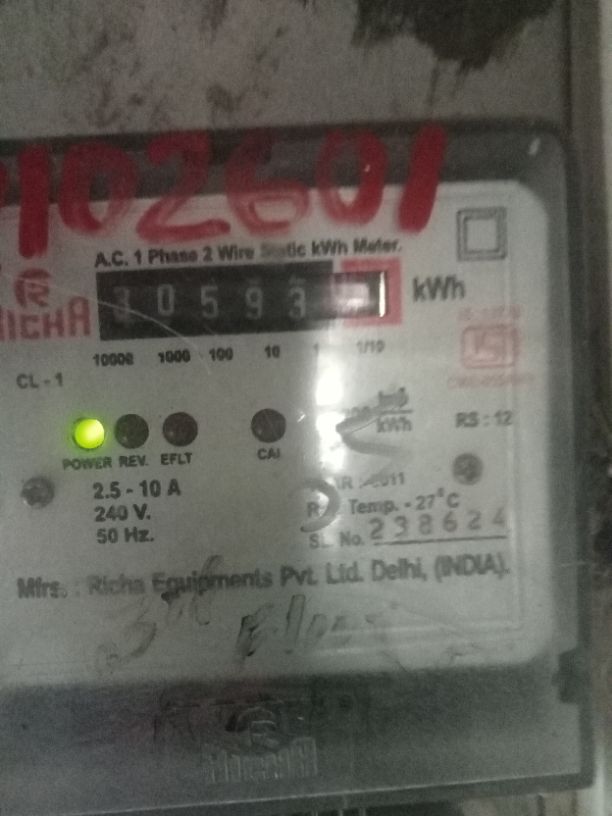 102601
A.C. 1 Phase 2 Wire Static kWh Meter.
RICHA
30593 kWh
10000 1000 100 10 1 1/10
CL - 1
kWh
RS : 12
POWER REV. EFLT CAL
2.5 - 10 A
240 V.
50 Hz.
Temp. - 27°C
SL. No. 238624
Mfrs. : Richa Equipments Pvt. Ltd. Delhi, (INDIA).